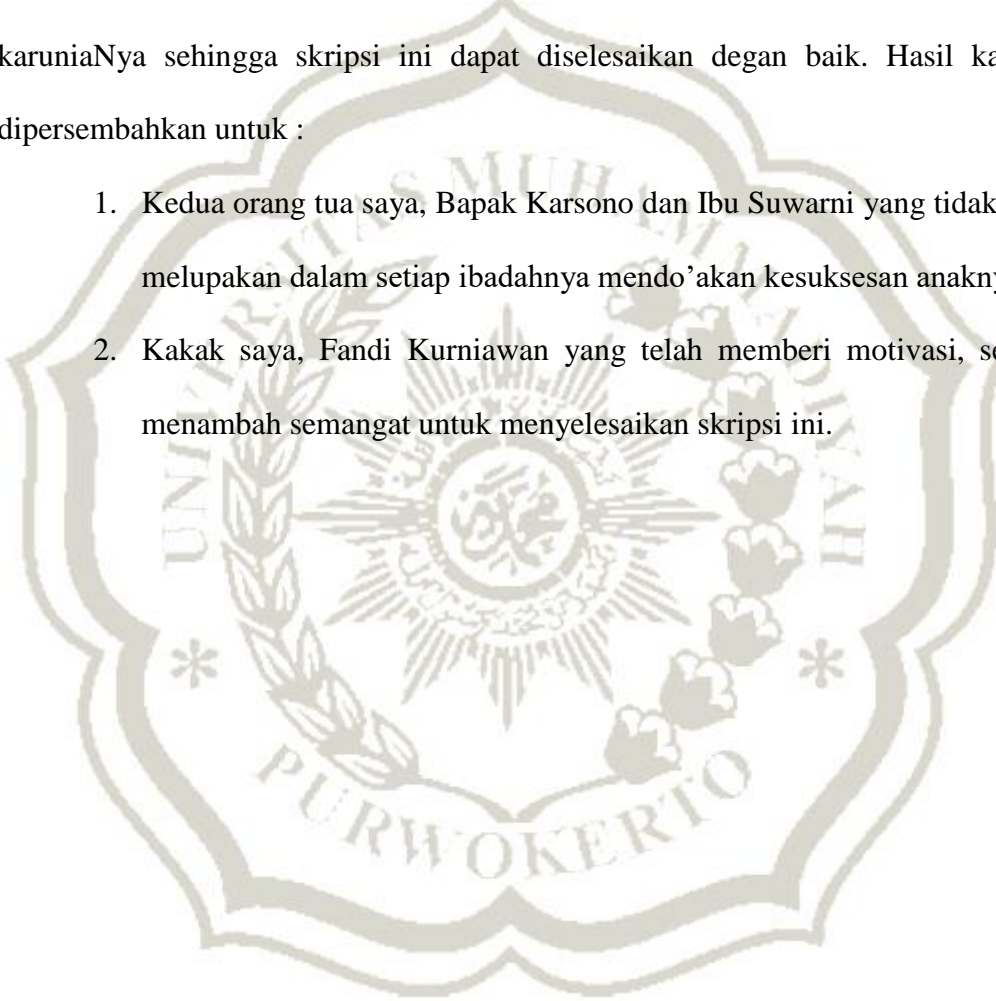 karuniaNya sehingga skripsi ini dapat diselesaikan degan baik. Hasil
dipersembahkan untuk :
1. Kedua orang tua saya, Bapak Karsono dan Ibu Suwarni yang tidak
melupakan dalam setiap ibadahnya mendo’akan kesuksesan
2. Kakak saya, Fandi Kurniawan yang telah memberi motivasi,
menambah semangat untuk menyelesaikan skripsi ini.
UNIVERSITAS MUHAMMADIYAH
PURWOKERTO